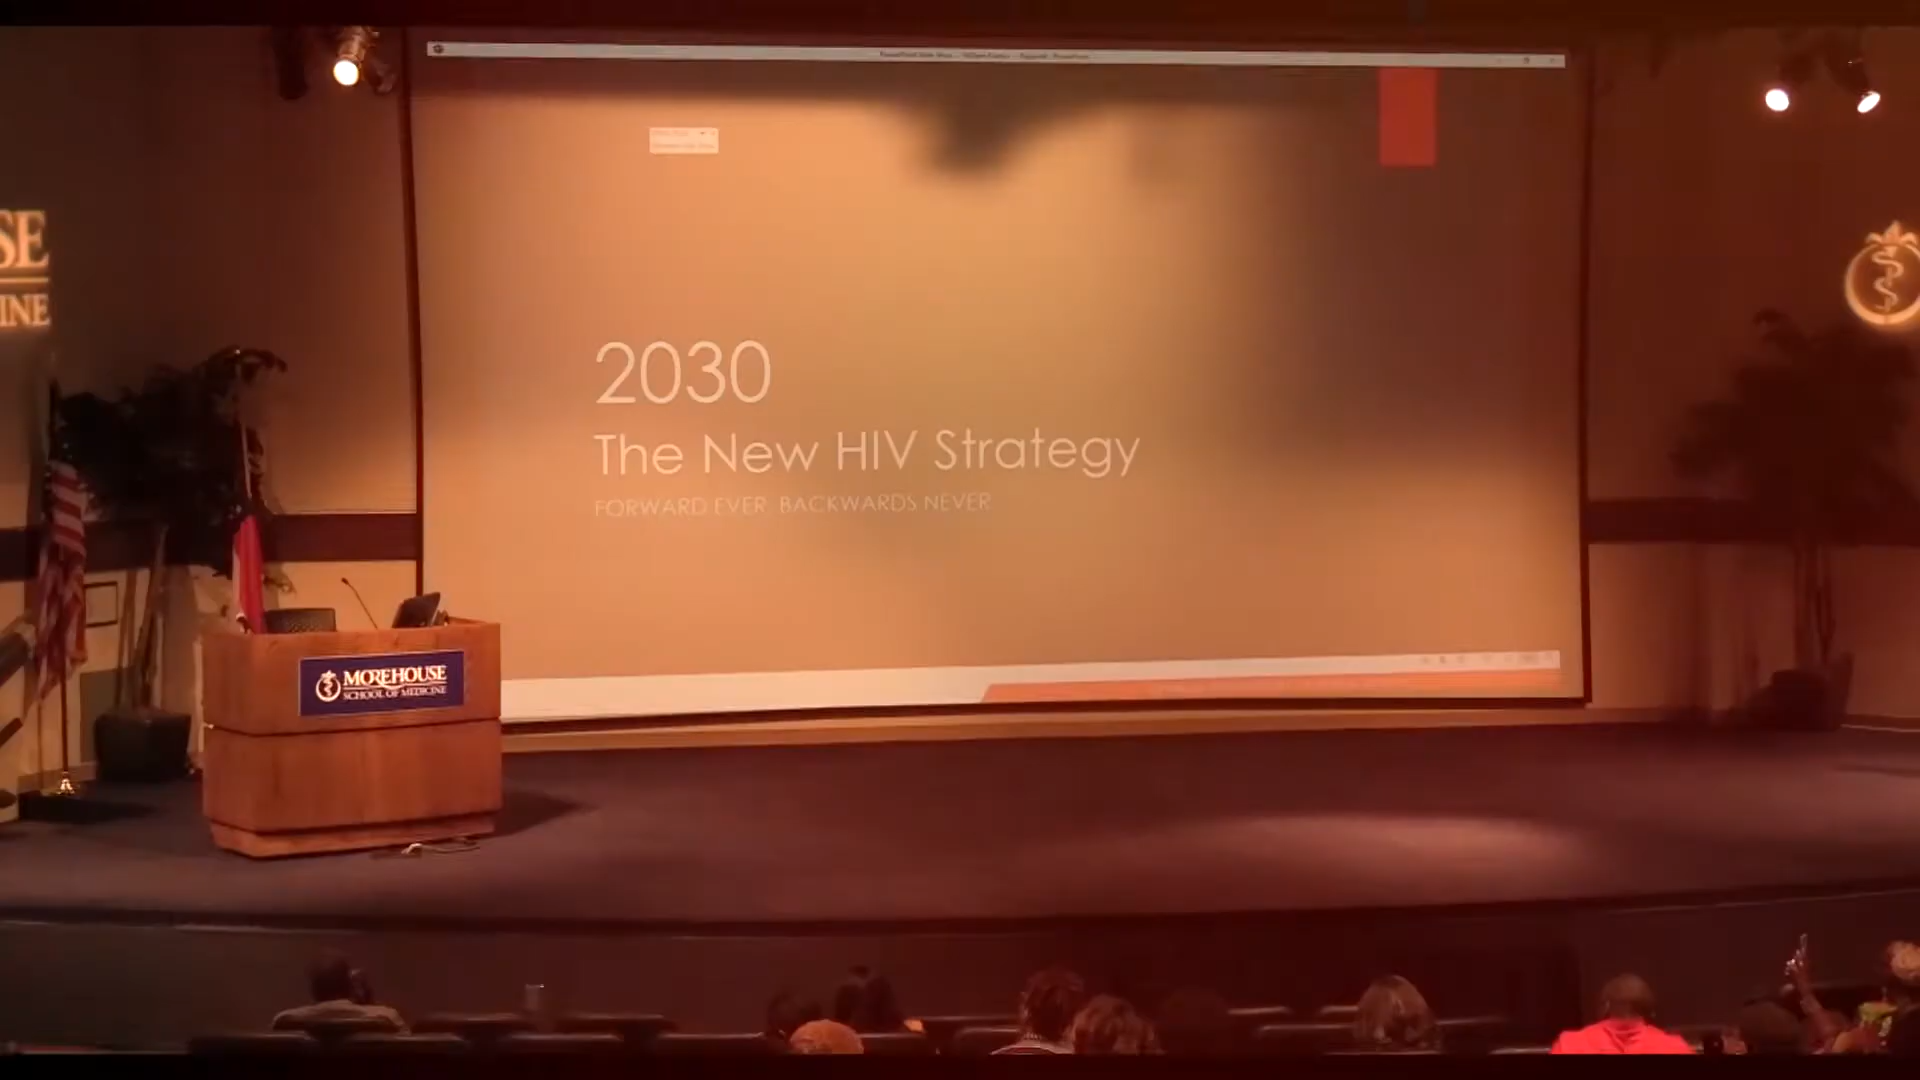 SE
INE
2030
The New HIV Strategy
FORWARD EVER, BACKWARDS NEVER
MOREHOUSE
SCHOOL OF MEDICINE